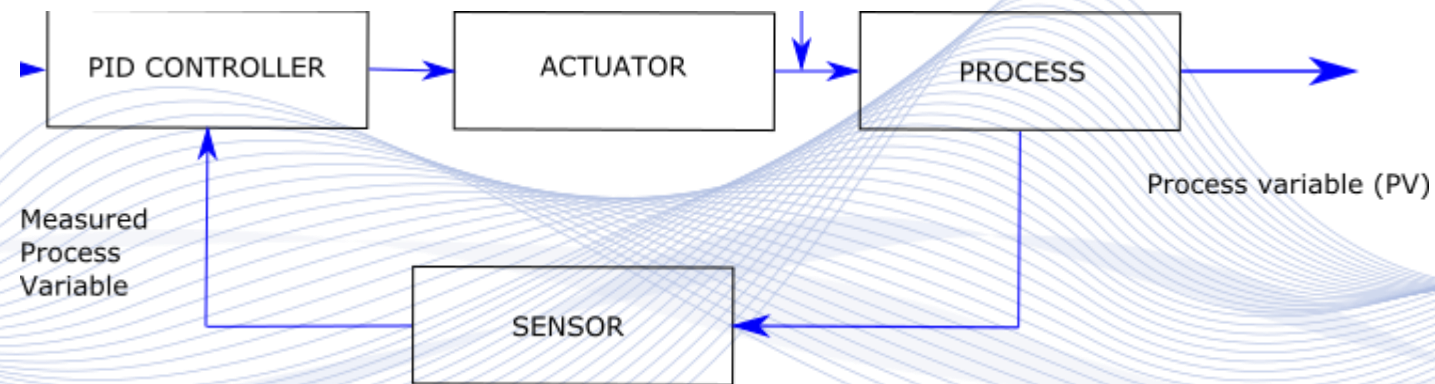 PID CONTROLLER
ACTUATOR
PROCESS
Process variable (PV)
Measured
Process
Variable
SENSOR